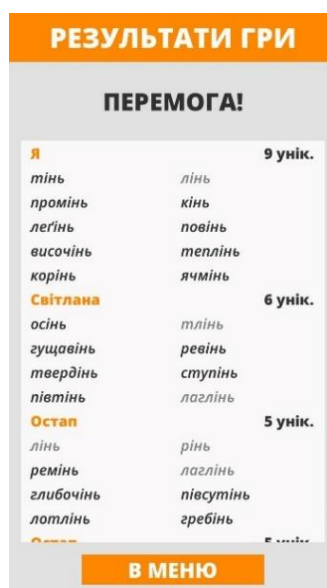 РЕЗУЛЬТАТИ ГРИ
ПЕРЕМОГА!
Я 9 унік.
тінь лінь
промінь кінь
леґінь повінь
височінь теплінь
корінь ячмінь
Світлана 6 унік.
осінь тлінь
гущавінь ревінь
твердінь ступінь
півтінь лаглінь
Остап 5 унік.
лінь рінь
ремінь лаглінь
глибочінь півсутінь
лотлінь гребінь
В МЕНЮ